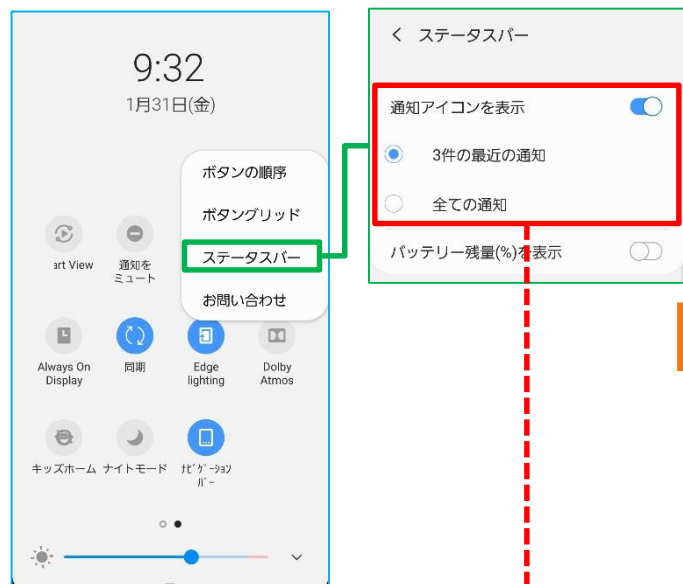 9:32
1月31日(金)
ボタンの順序
ボタングリッド
ステータスバー
お問い合わせ
art View
通知を
ミュート
Always On
Display
同期
Edge
lighting
Dolby
Atmos
キッズホーム
ナイトモード
ナビゲーション
バー
ステータスバー
通知アイコンを表示
3件の最近の通知
全ての通知
バッテリー残量(%)を表示